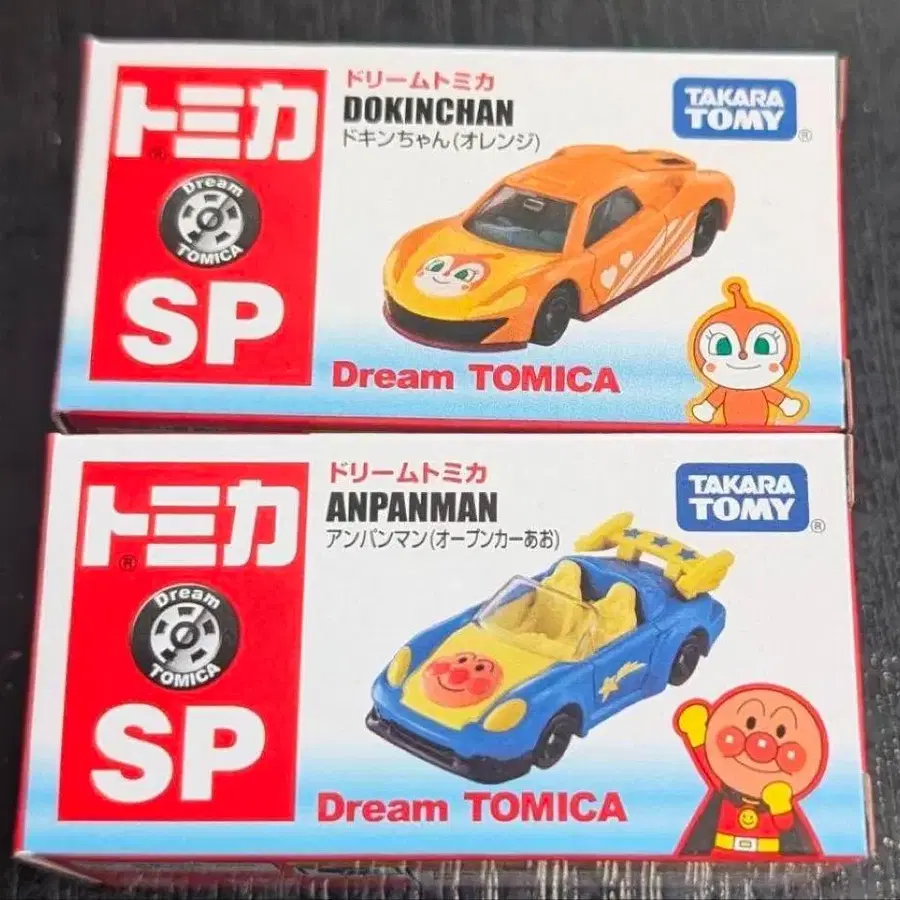 トミカ
®
Dream
TOMICA
SP
ドリームトミカ
DOKINCHAN
ドキンちゃん(オレンジ)
TAKARA
TOMY
®
Dream TOMICA
トミカ
®
Dream
TOMICA
SP
ドリームトミカ
ANPANMAN
アンパンマン(オープンカーあお)
TAKARA
TOMY
®
Dream TOMICA